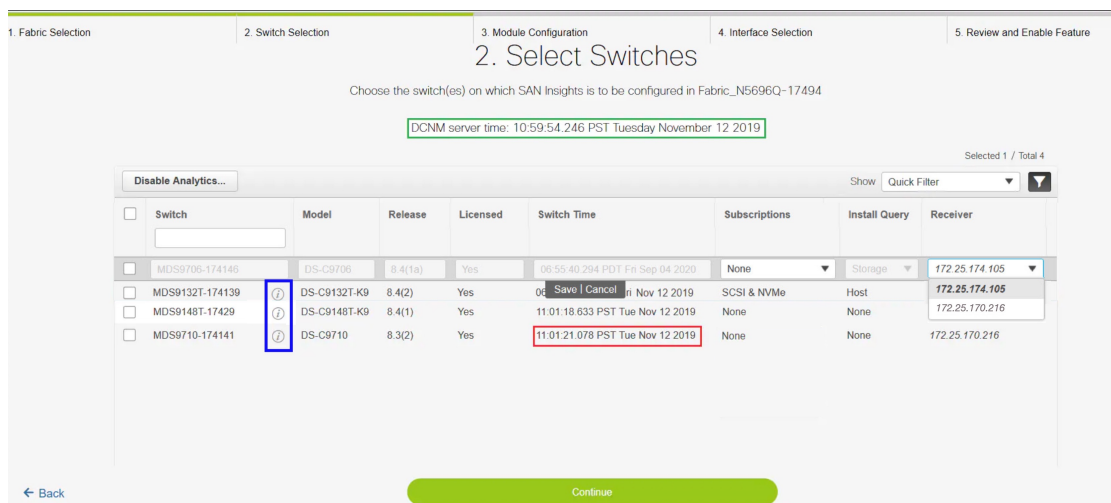 1. Fabric Selection 2. Switch Selection 3. Module Configuration 4. Interface Selection 5. Review and Enable Feature
2. Select Switches
Choose the switch(es) on which SAN Insights is to be configured in Fabric_N5696Q-17494
DCNM server time: 10:59:54.246 PST Tuesday November 12 2019
Selected 1 / Total 4
Disable Analytics... Show Quick Filter
Switch Model Release Licensed Switch Time Subscriptions Install Query Receiver
MDS9706-174146 DS-C9706 8.4(1a) Yes 06:55:40.294 PDT Fri Sep 04 2020 None Storage 172.25.174.105
MDS9132T-174139 DS-C9132T-K9 8.4(2) Yes 06 Save | Cancel ri Nov 12 2019 SCSI & NVMe Host 172.25.174.105
MDS9148T-17429 DS-C9148T-K9 8.4(1) Yes 11:01:18.633 PST Tue Nov 12 2019 None None 172.25.170.216
MDS9710-174141 DS-C9710 8.3(2) Yes 11:01:21.078 PST Tue Nov 12 2019 None None 172.25.170.216
Back Continue